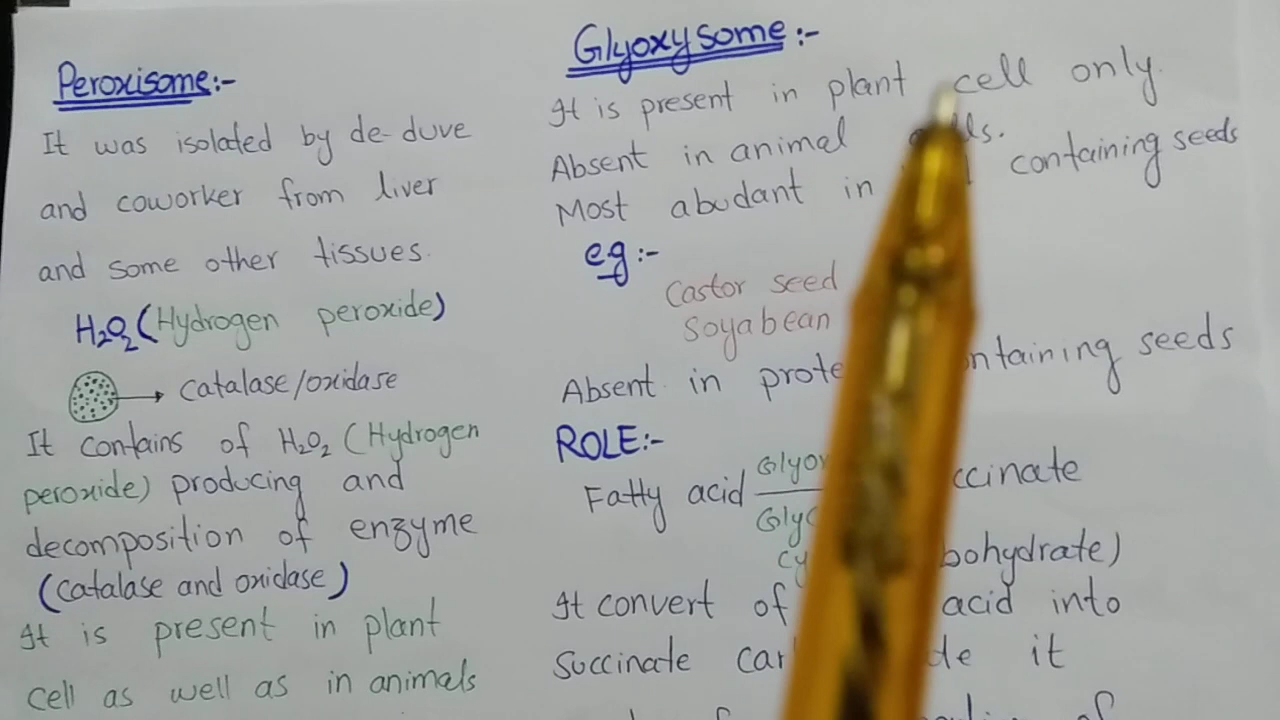 Peroxisome:-
It was isolated by de-duve
and coworker from liver
and some other tissues.
H₂O₂ (Hydrogen peroxide)
catalase/oxidase
It contains of H₂O₂ (Hydrogen
peroxide) producing and
decomposition of enzyme
(catalase and oxidase)
It is present in plant
cell as well as in animals
Glyoxysome:-
It is present in plant cell only.
Absent in animal
Most abudant in containing seeds
eg:-
Castor seed
Soyabean
Absent in seeds
ROLE:-
Fatty acid
It convert of acid into
Succinate it